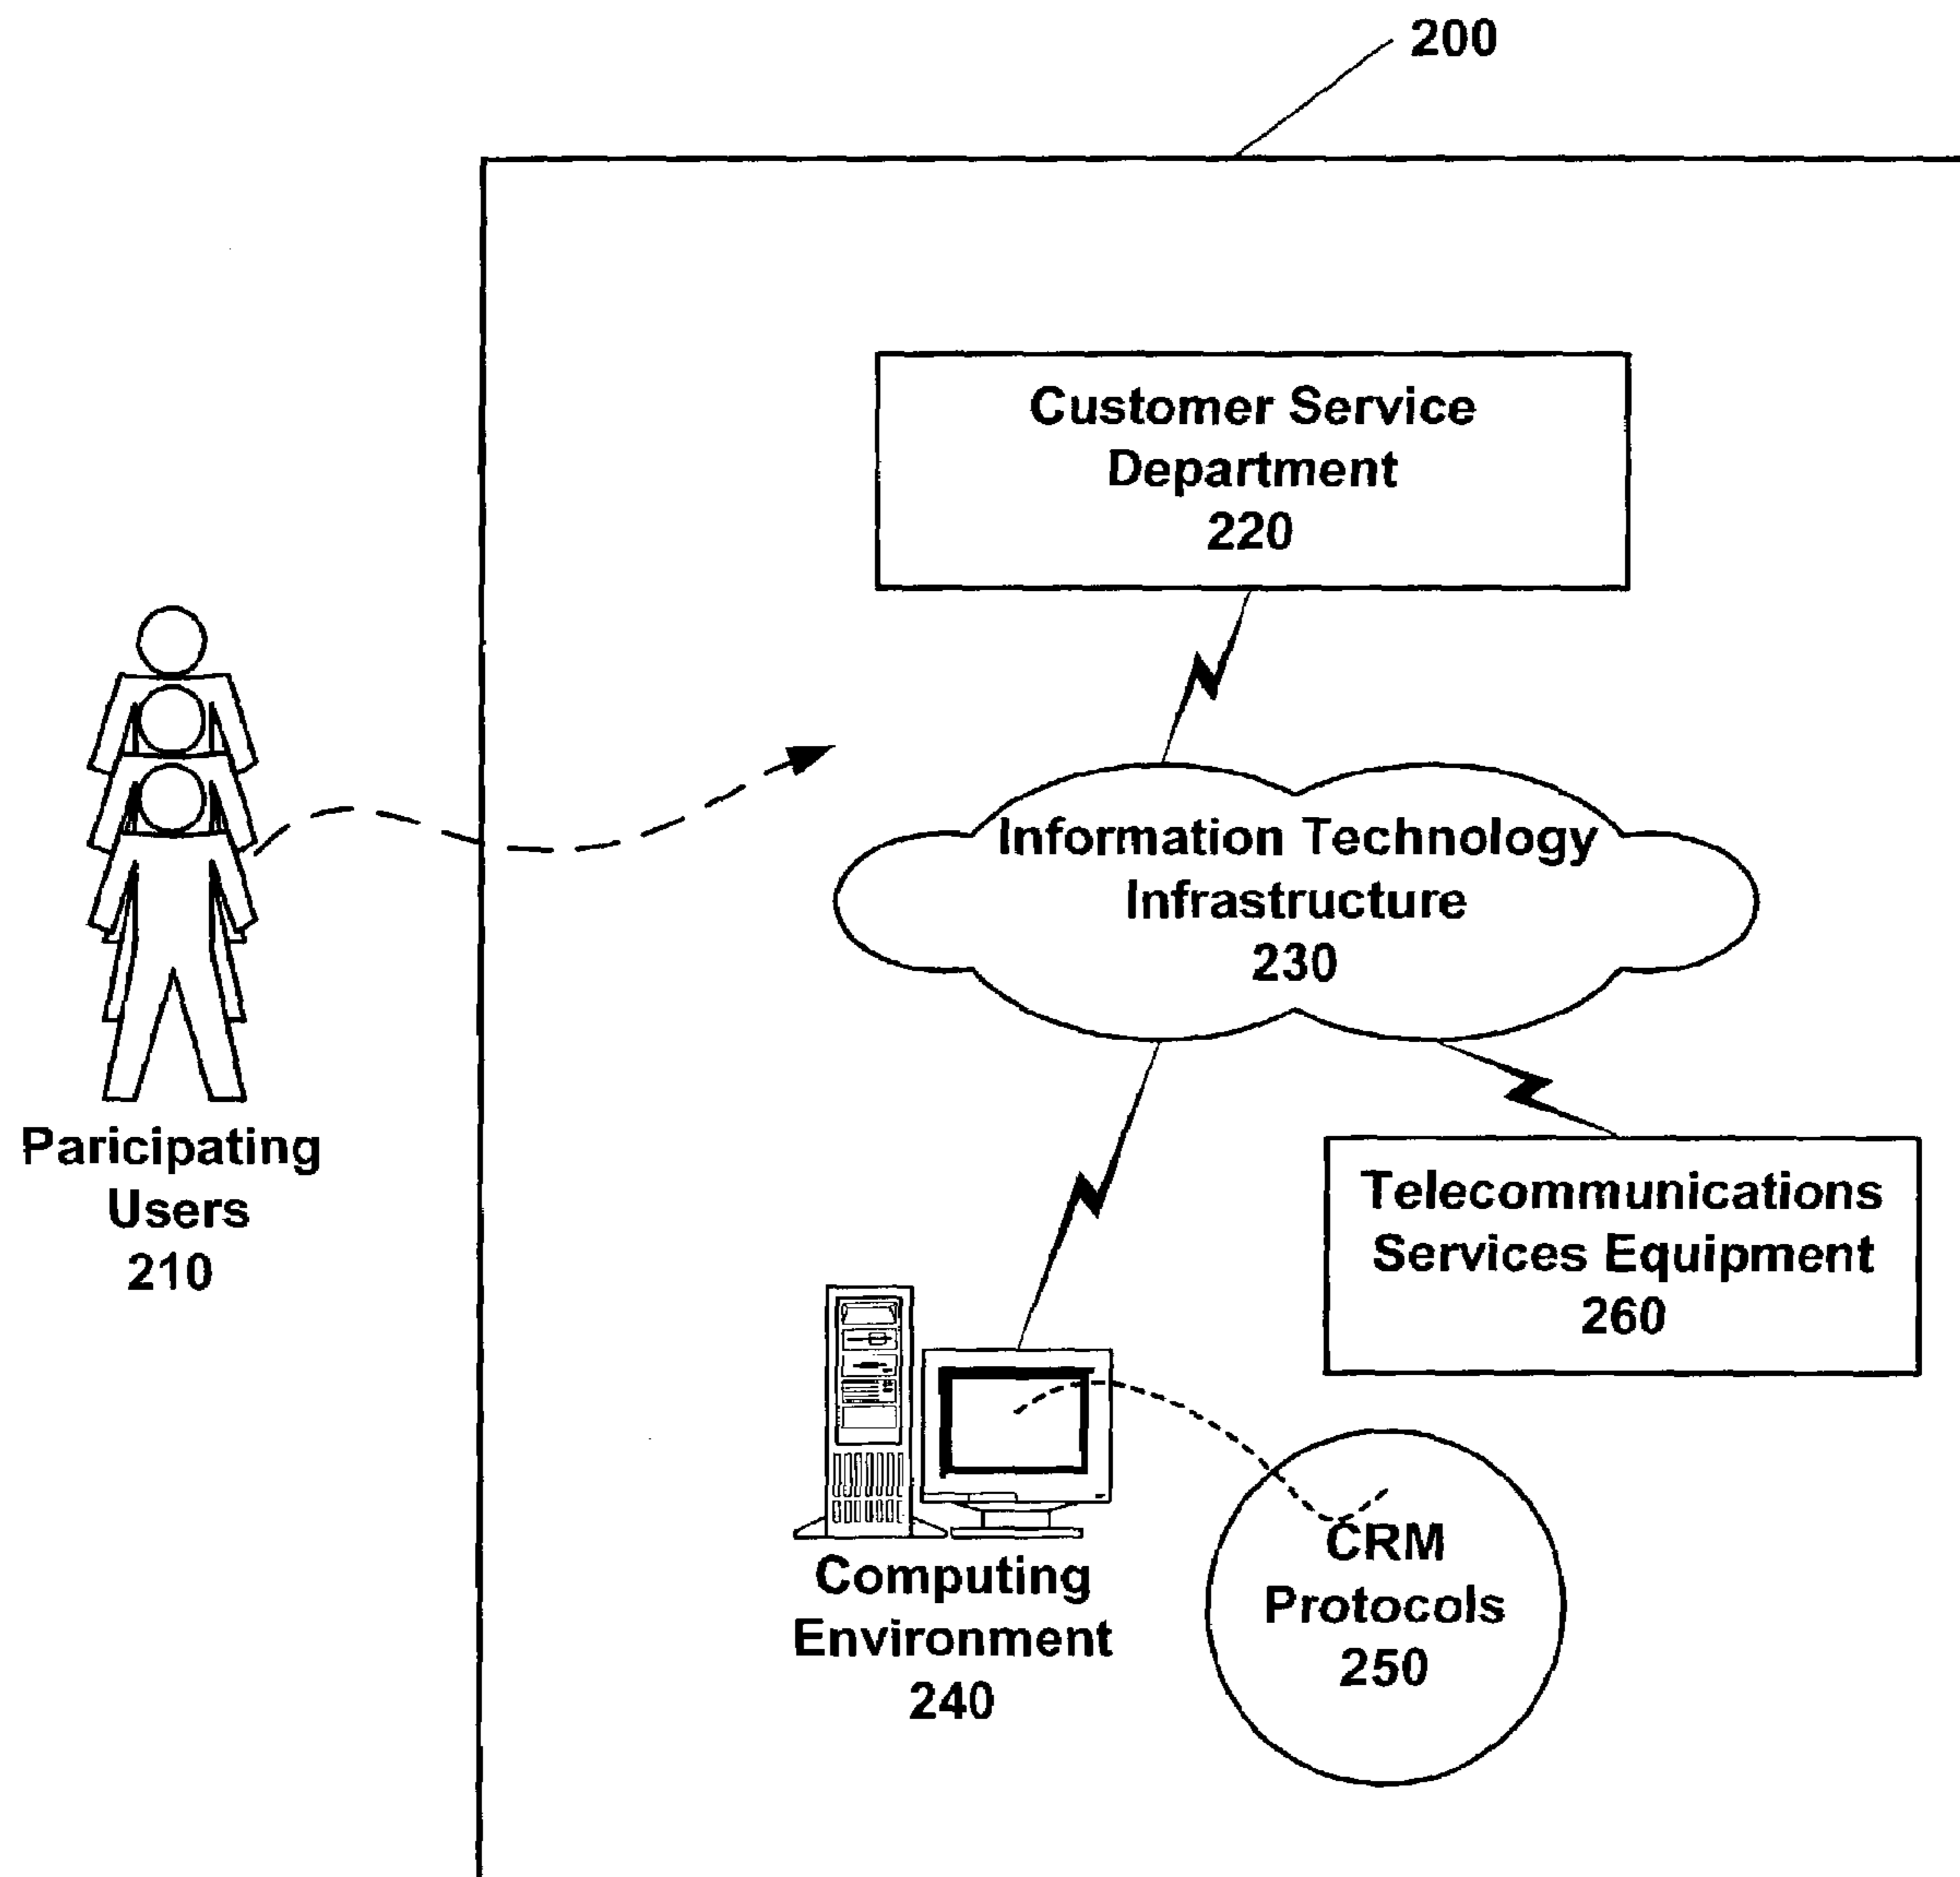 200
Customer Service
Department
220
Information Technology
Infrastructure
230
Paricipating
Users
210
Telecommunications
Services Equipment
260
Computing
Environment
240
CRM
Protocols
250